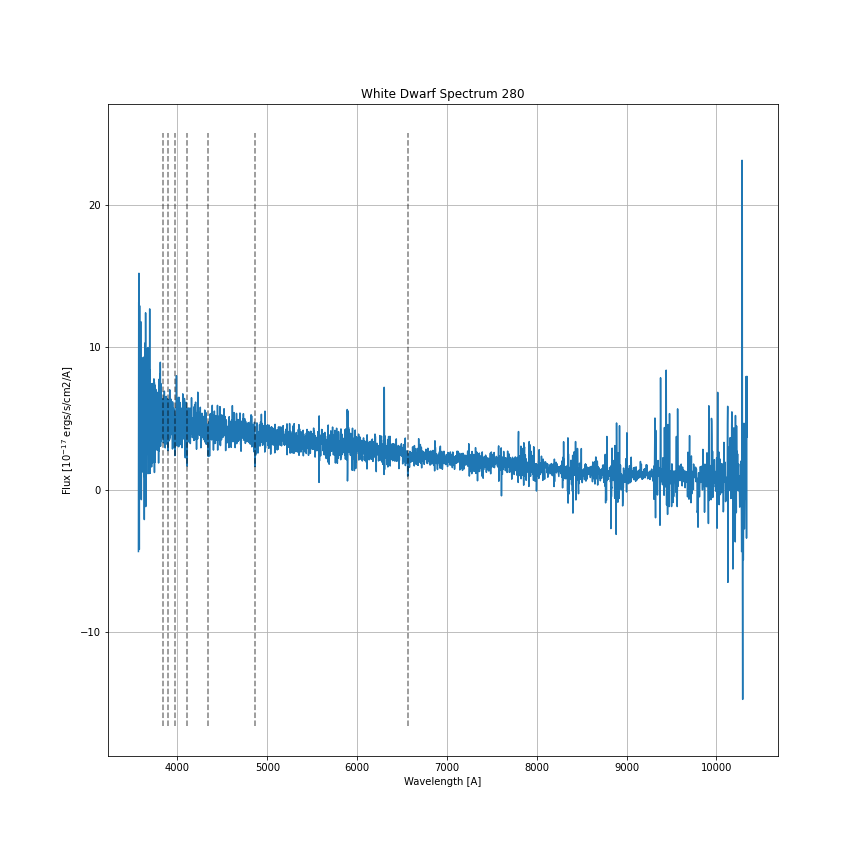 White Dwarf Spectrum 280
20
10
0
−10
Flux [10⁻¹⁷ ergs/s/cm2/A]
4000 5000 6000 7000 8000 9000 10000
Wavelength [A]